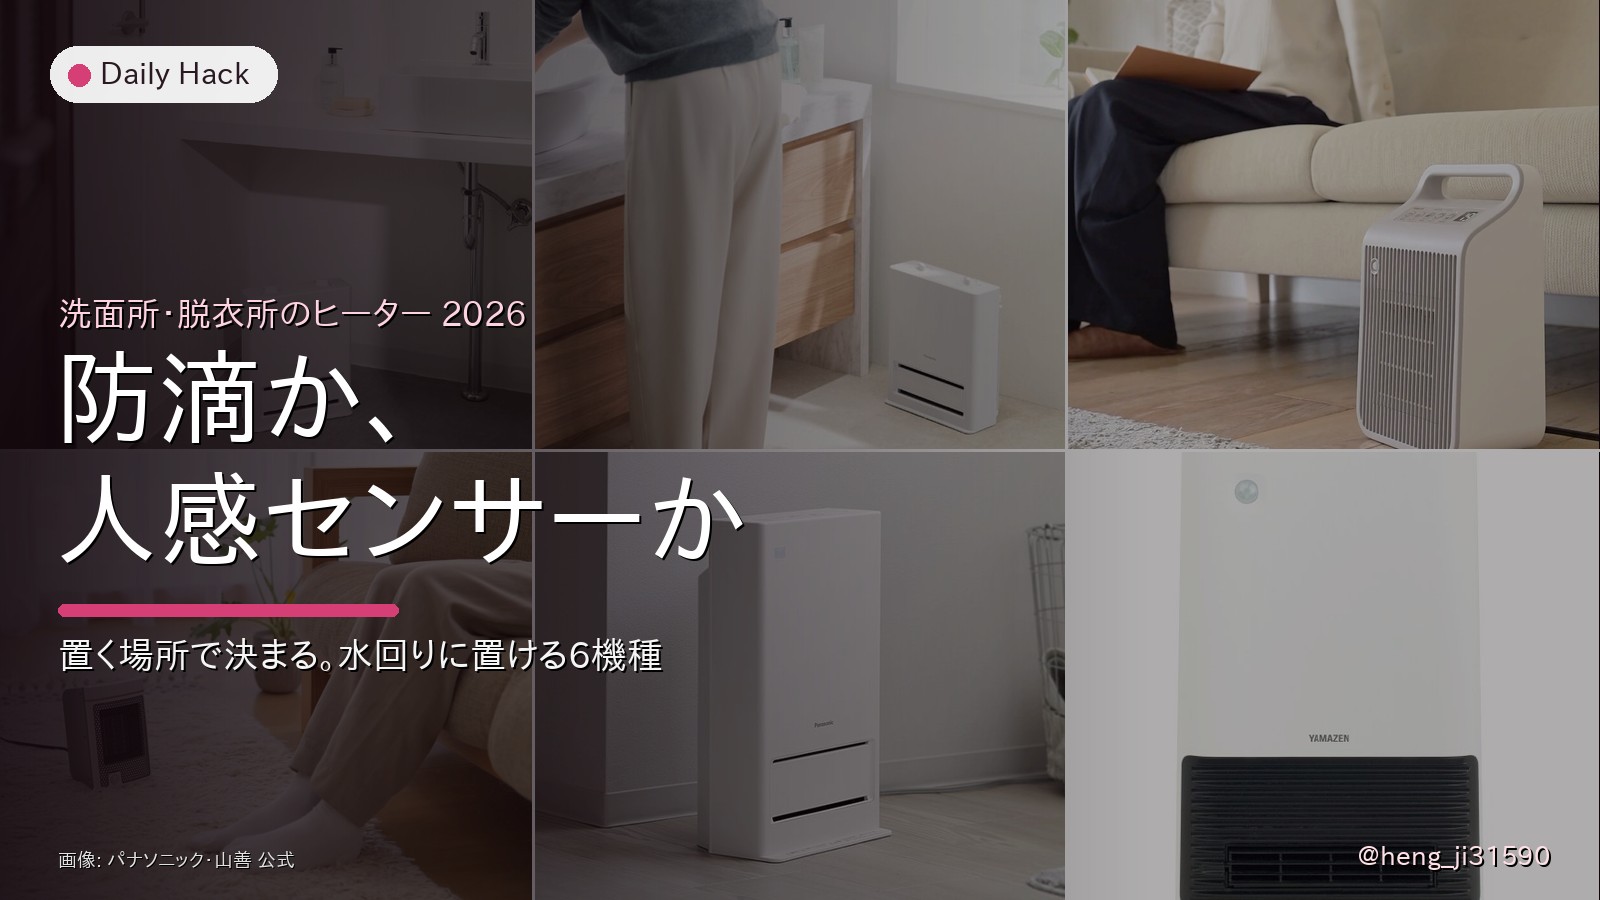 Daily Hack
洗面所・脱衣所のヒーター 2026
防滴か、
人感センサーか
置く場所で決まる。水回りに置ける6機種
Panasonic
YAMAZEN
画像: パナソニック・山善 公式
@heng_ji31590